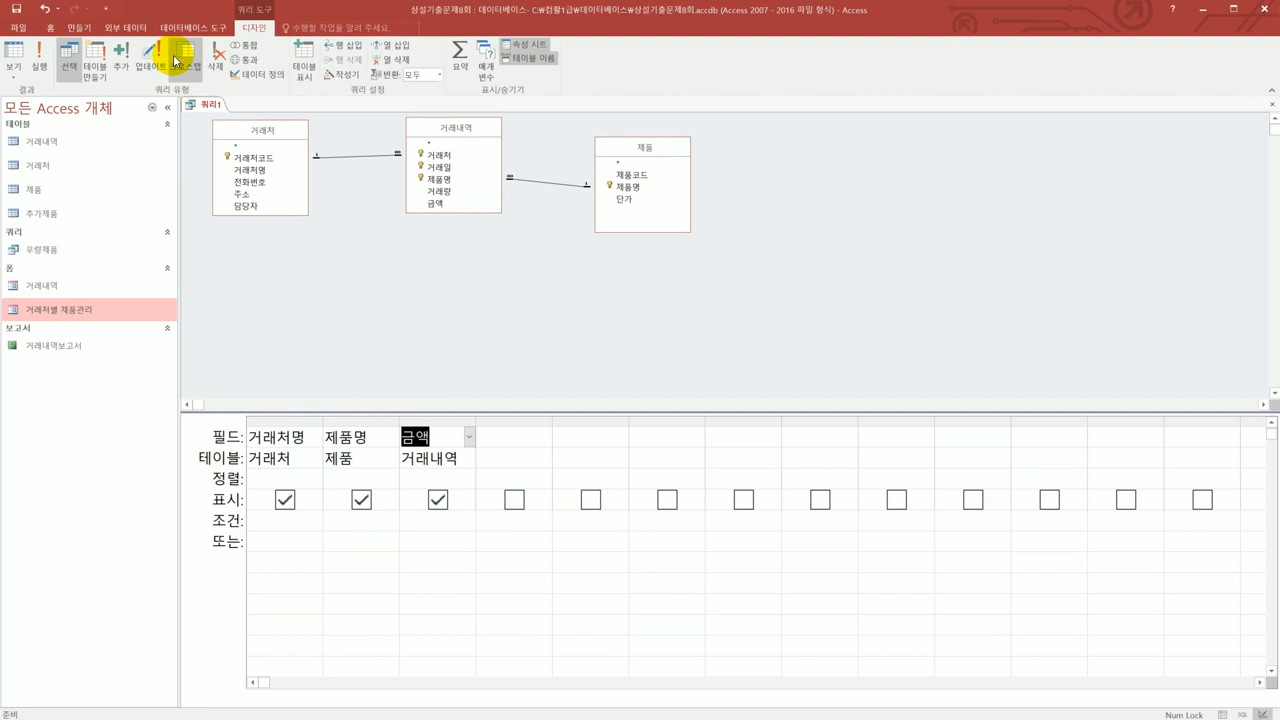 쿼리 도구
상설기출문제8회 : 데이터베이스- C:₩컴활1급₩데이터베이스₩상설기출문제8회.accdb (Access 2007 - 2016 파일 형식) - Access
파일 홈 만들기 외부 데이터 데이터베이스 도구 디자인 수행할 작업을 알려 주세요.
보기
실행
결과
선택
테이블
만들기
추가
업데이트
삭제
통합
통과
데이터 정의
쿼리 유형
테이블
표시
행 삽입
행 삭제
작성기
열 삽입
열 삭제
반환: 모두
쿼리 설정
요약
매개
변수
속성 시트
테이블 이름
표시/숨기기
모든 Access 개체
테이블
거래내역
거래처
제품
추가제품
쿼리
우량제품
폼
거래내역
거래처별 제품관리
보고서
거래내역보고서
쿼리1
거래처
*
거래처코드
거래처명
전화번호
주소
담당자
거래내역
*
거래처
거래일
제품명
거래량
금액
제품
*
제품코드
제품명
단가
1 ∞
∞ 1
필드: 거래처명 제품명 금액
테이블: 거래처 제품 거래내역
정렬:
표시:
조건:
또는:
준비
Num Lock
SQL